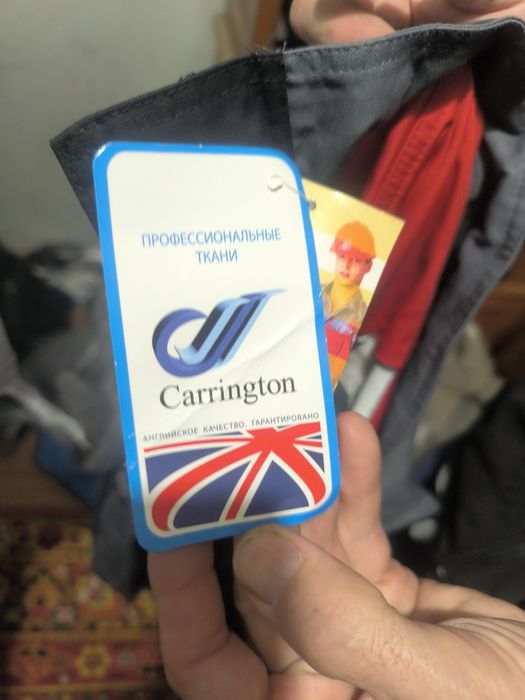 ПРОФЕССИОНАЛЬНЫЕ
ТКАНИ
Carrington
АНГЛИЙСКОЕ КАЧЕСТВО, ГАРАНТИРОВАНО